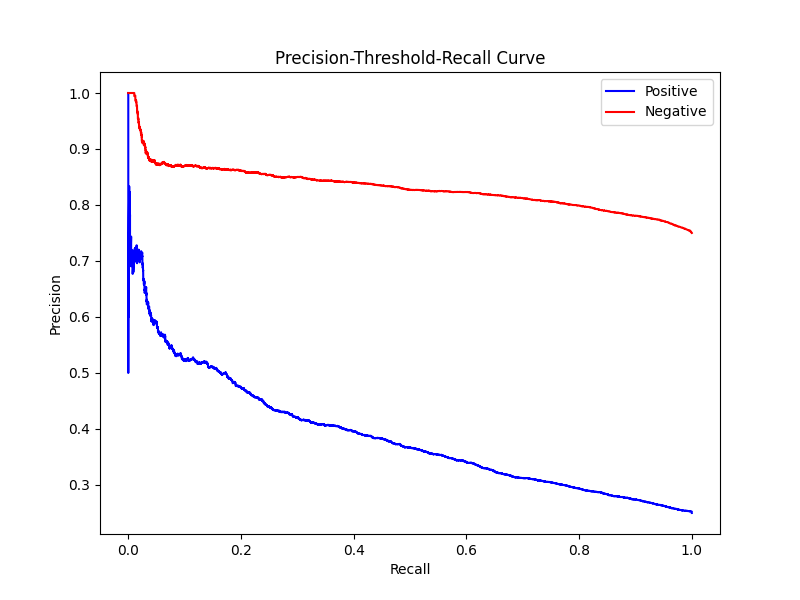 Precision-Threshold-Recall Curve
Positive
Negative
1.0
0.9
0.8
0.7
0.6
0.5
0.4
0.3
Precision
0.0 0.2 0.4 0.6 0.8 1.0
Recall